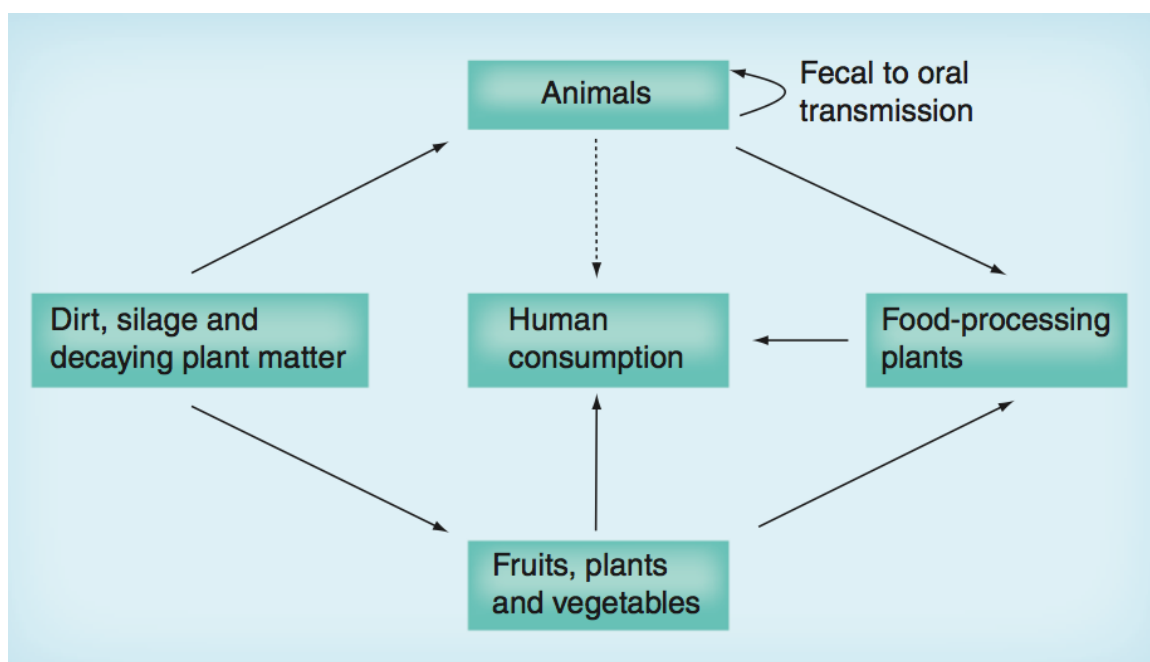 Animals
Fecal to oral
transmission
Dirt, silage and
decaying plant matter
Human
consumption
Food-processing
plants
Fruits, plants
and vegetables